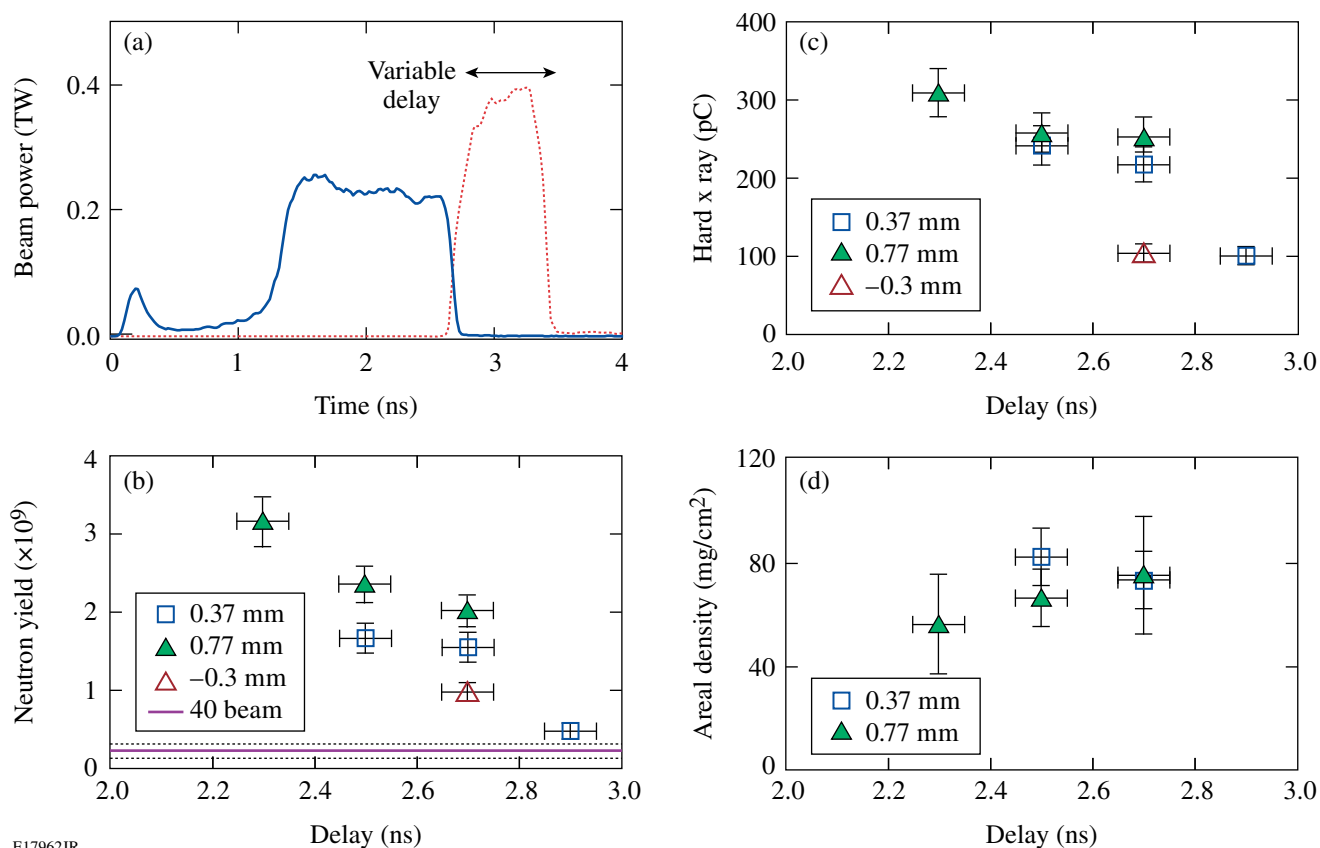 (a)
Variable
delay
Beam power (TW)
0.4
0.2
0.0
0 1 2 3 4
Time (ns)
(c)
Hard x ray (pC)
400
300
200
100
0
0.37 mm
0.77 mm
–0.3 mm
2.0 2.2 2.4 2.6 2.8 3.0
Delay (ns)
(b)
Neutron yield (×10⁹)
4
3
2
1
0
0.37 mm
0.77 mm
–0.3 mm
40 beam
2.0 2.2 2.4 2.6 2.8 3.0
Delay (ns)
(d)
Areal density (mg/cm²)
120
80
40
0
0.37 mm
0.77 mm
2.0 2.2 2.4 2.6 2.8 3.0
Delay (ns)